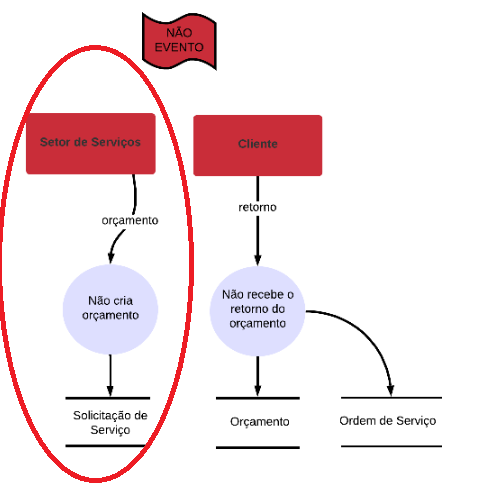 NÃO
EVENTO
Setor de Serviços
Cliente
orçamento
retorno
Não cria
orçamento
Não recebe o
retorno do
orçamento
Solicitação de
Serviço
Orçamento
Ordem de Serviço